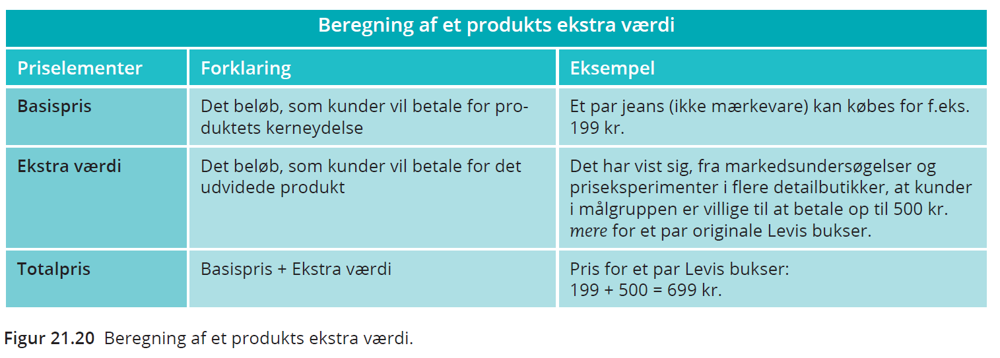 Beregning af et produkts ekstra værdi
Priselementer
Forklaring
Eksempel
Basispris
Det beløb, som kunder vil betale for pro-
duktets kerneydelse
Et par jeans (ikke mærkevare) kan købes for f.eks.
199 kr.
Ekstra værdi
Det beløb, som kunder vil betale for det
udvidede produkt
Det har vist sig, fra markedsundersøgelser og
priseksperimenter i flere detailbutikker, at kunder
i målgruppen er villige til at betale op til 500 kr.
mere for et par originale Levis bukser.
Totalpris
Basispris + Ekstra værdi
Pris for et par Levis bukser:
199 + 500 = 699 kr.
Figur 21.20 Beregning af et produkts ekstra værdi.